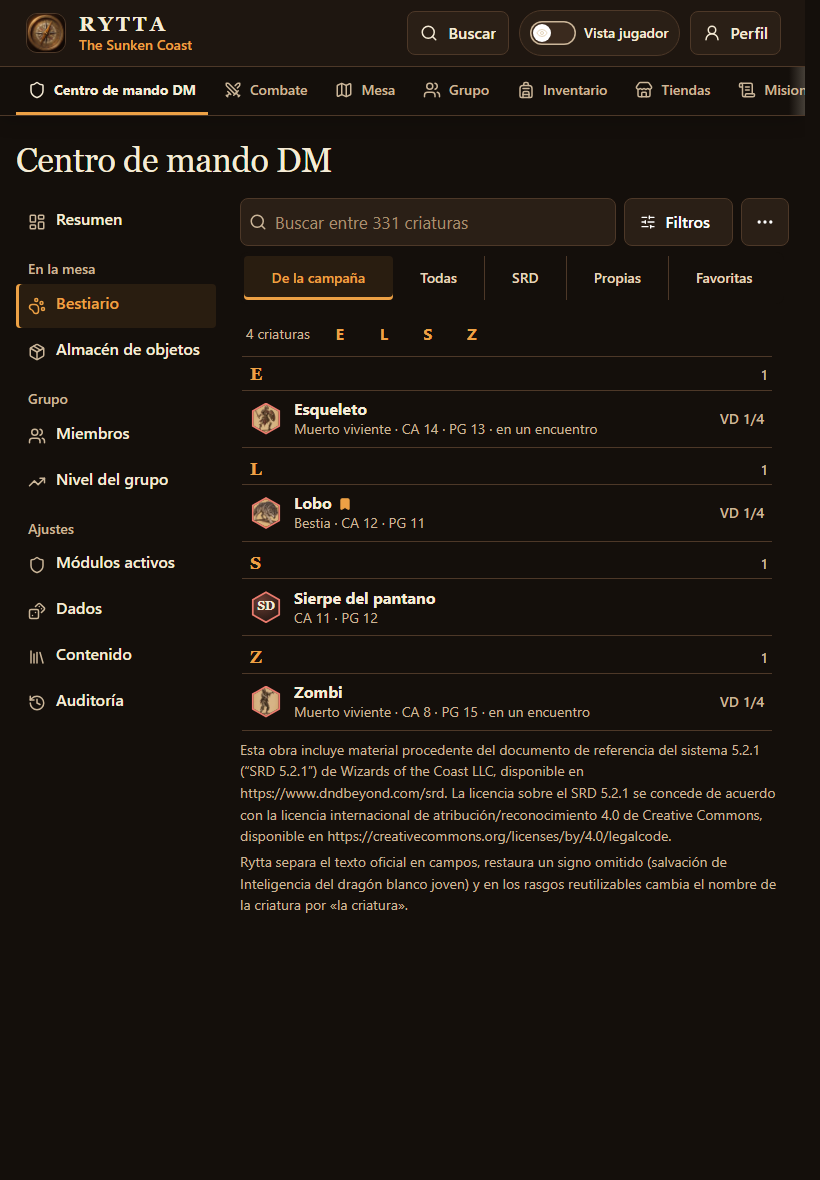 RYTTA
The Sunken Coast
Buscar
Vista jugador
Perfil
Centro de mando DM
Combate
Mesa
Grupo
Inventario
Tiendas
Mision
Centro de mando DM
Resumen
En la mesa
Bestiario
Almacén de objetos
Grupo
Miembros
Nivel del grupo
Ajustes
Módulos activos
Dados
Contenido
Auditoría
Buscar entre 331 criaturas
Filtros
De la campaña
Todas
SRD
Propias
Favoritas
4 criaturas E L S Z
E 1
Esqueleto
Muerto viviente · CA 14 · PG 13 · en un encuentro
VD 1/4
L 1
Lobo
Bestia · CA 12 · PG 11
VD 1/4
S 1
SD
Sierpe del pantano
CA 11 · PG 12
Z 1
Zombi
Muerto viviente · CA 8 · PG 15 · en un encuentro
VD 1/4
Esta obra incluye material procedente del documento de referencia del sistema 5.2.1
(“SRD 5.2.1”) de Wizards of the Coast LLC, disponible en
https://www.dndbeyond.com/srd. La licencia sobre el SRD 5.2.1 se concede de acuerdo
con la licencia internacional de atribución/reconocimiento 4.0 de Creative Commons,
disponible en https://creativecommons.org/licenses/by/4.0/legalcode.
Rytta separa el texto oficial en campos, restaura un signo omitido (salvación de
Inteligencia del dragón blanco joven) y en los rasgos reutilizables cambia el nombre de
la criatura por «la criatura».